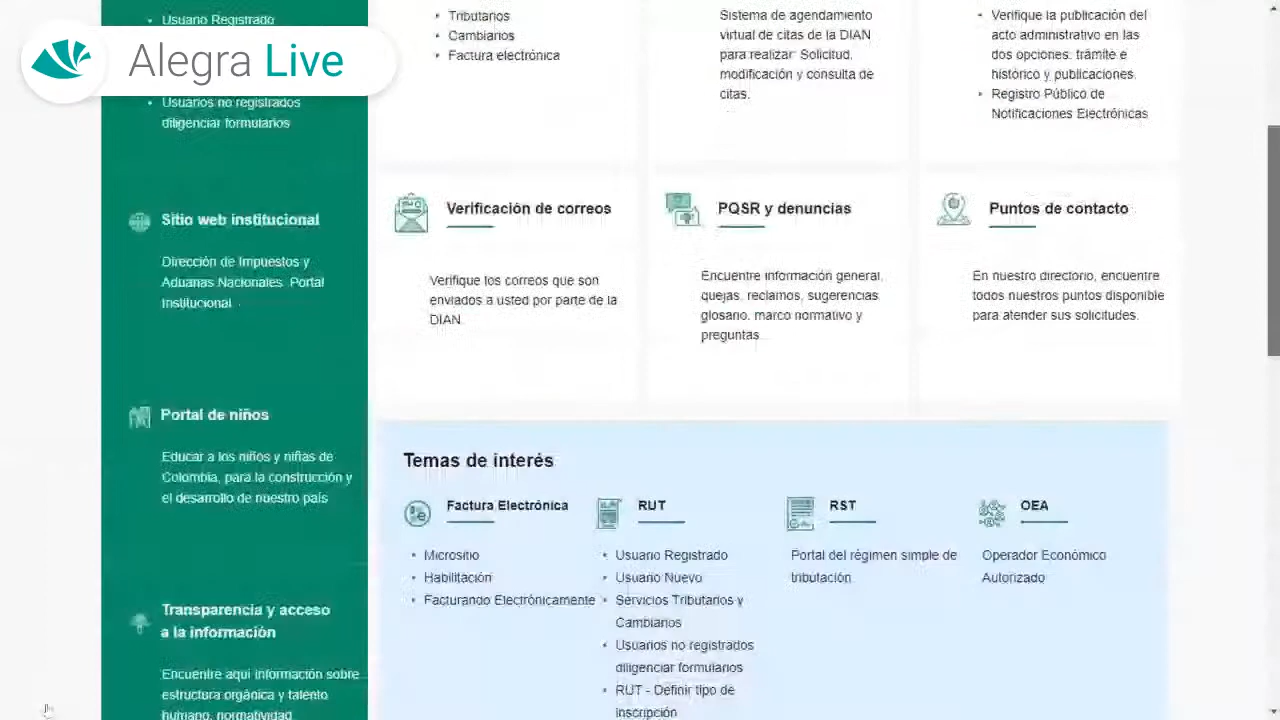 Usuario Registrado
Alegra Live
Usuarios no registrados
diligenciar formularios
Sitio web institucional
Dirección de Impuestos y
Aduanas Nacionales. Portal
Institucional
Portal de niños
Educar a los niños y niñas de
Colombia, para la construcción y
el desarrollo de nuestro país
Transparencia y acceso
a la información
Encuentre aquí información sobre
estructura orgánica y talento
humano, normatividad
Tributarios
Cambiarios
Factura electrónica
Sistema de agendamiento
virtual de citas de la DIAN
para realizar: Solicitud,
modificación y consulta de
citas.
Verifique la publicación del
acto administrativo en las
dos opciones: trámite e
histórico y publicaciones.
Registro Público de
Notificaciones Electrónicas
Verificación de correos
Verifique los correos que son
enviados a usted por parte de la
DIAN.
PQSR y denuncias
Encuentre información general,
quejas, reclamos, sugerencias,
glosario, marco normativo y
preguntas.
Puntos de contacto
En nuestro directorio, encuentre
todos nuestros puntos disponible
para atender sus solicitudes.
Temas de interés
Factura Electrónica
Micrositio
Habilitación
Facturando Electrónicamente
RUT
Usuario Registrado
Usuario Nuevo
Servicios Tributarios y
Cambiarios
Usuarios no registrados
diligenciar formularios
RUT - Definir tipo de
inscripción
RST
Portal del régimen simple de
tributación
OEA
Operador Económico
Autorizado